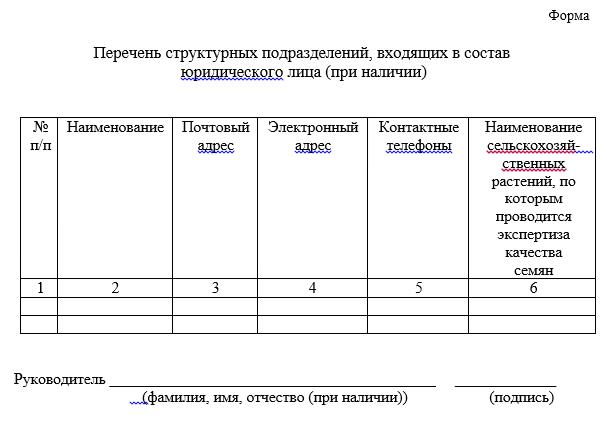 Форма
Перечень структурных подразделений, входящих в состав
юридического лица (при наличии)
№ п/п
Наименование
Почтовый адрес
Электронный адрес
Контактные телефоны
Наименование сельскохозяй-
ственных
растений, по
которым
проводится
экспертиза
качества
семян
1 2 3 4 5 6
Руководитель
(фамилия, имя, отчество (при наличии)) (подпись)